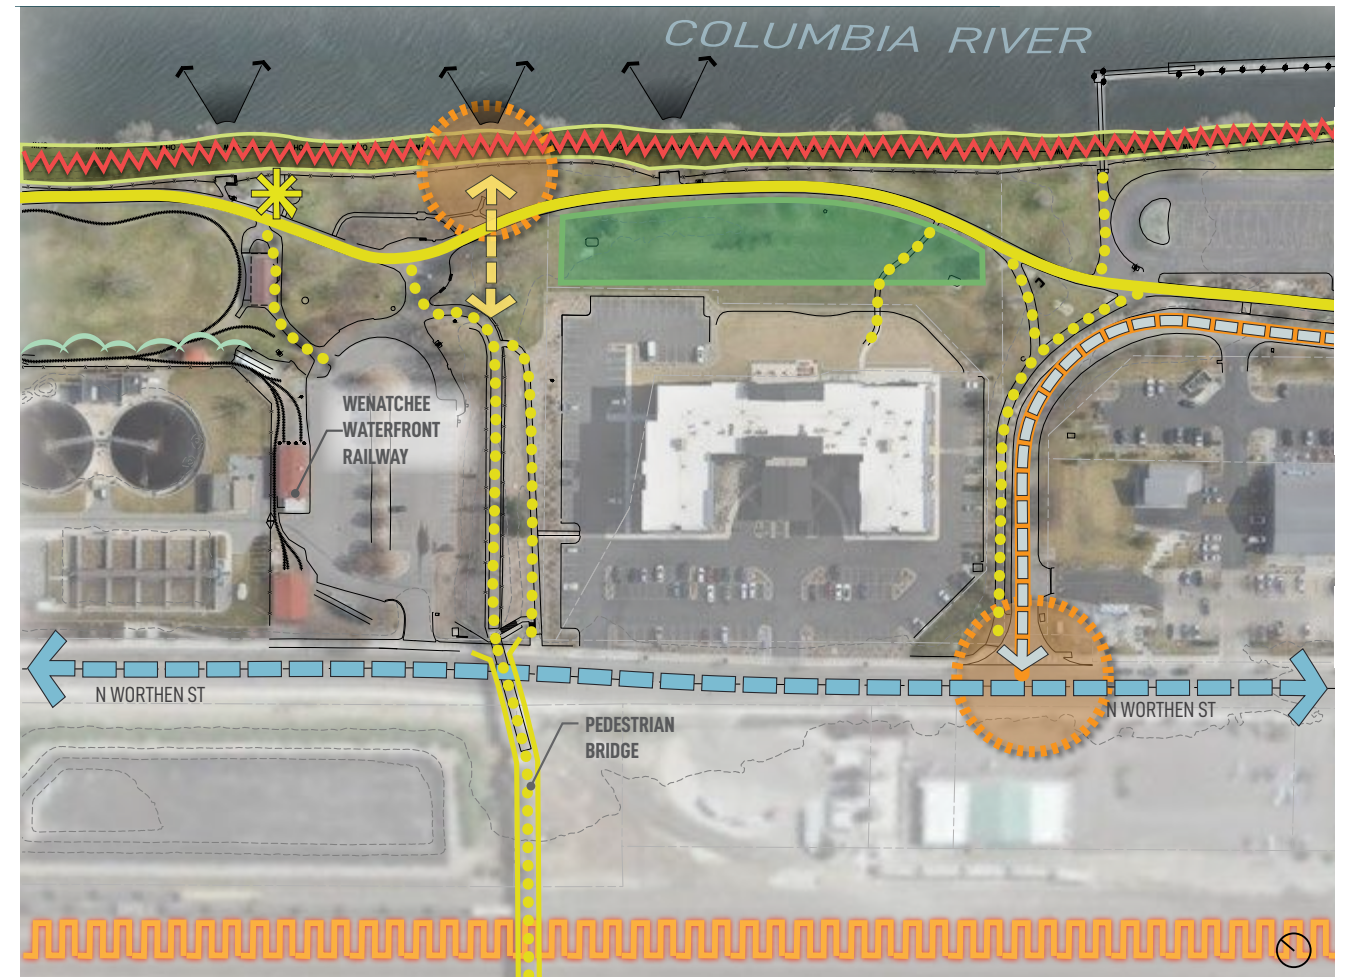 COLUMBIA RIVER
WENATCHEE
WATERFRONT
RAILWAY
N WORTHEN ST
N WORTHEN ST
PEDESTRIAN
BRIDGE